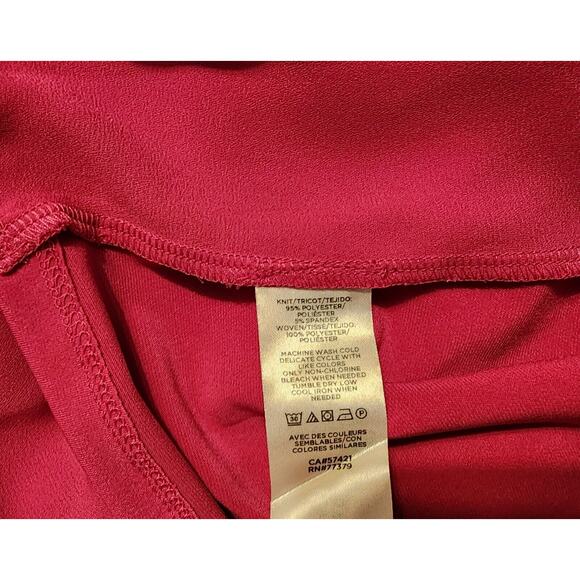 KNIT/TRICOT/TEJIDO:
95% POLYESTER/
POLIÉSTER
5% SPANDEX
WOVEN/TISSÉ/TEJIDO:
100% POLYESTER/
POLIÉSTER
MACHINE WASH COLD
DELICATE CYCLE WITH
LIKE COLORS
ONLY NON-CHLORINE
BLEACH WHEN NEEDED
TUMBLE DRY LOW
COOL IRON WHEN
NEEDED
30 P
AVEC DES COULEURS
SEMBLABLES/CON
COLORES SIMILARES
CA#57421
RN#77379